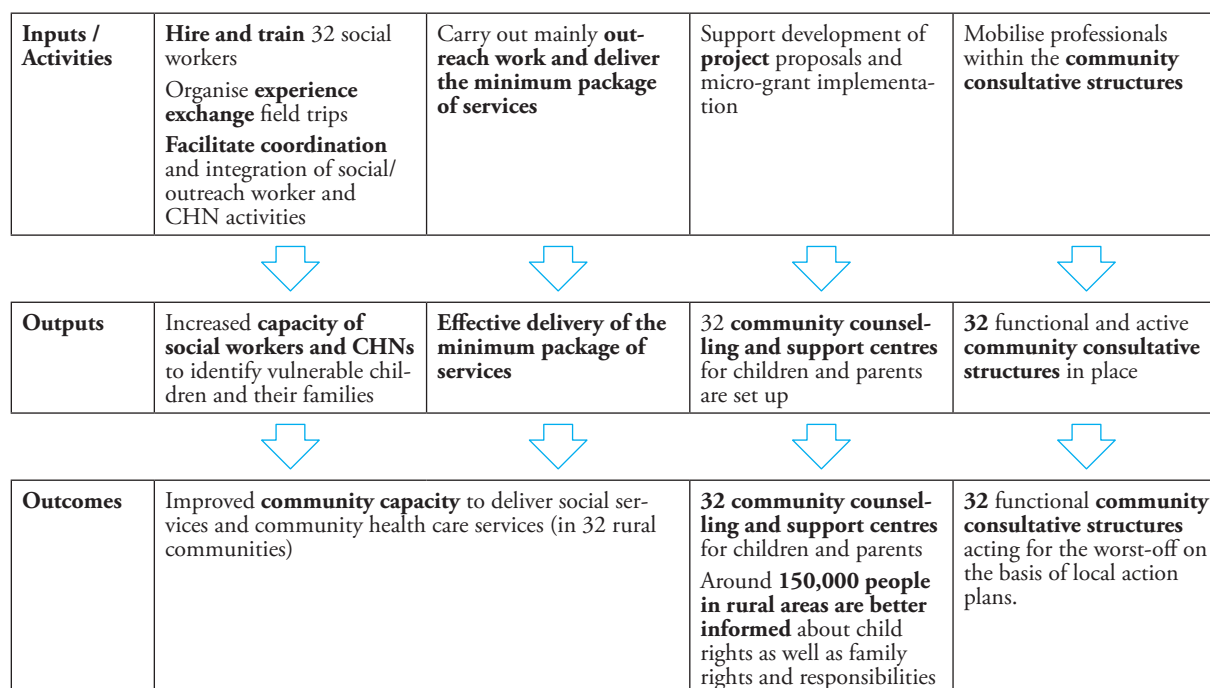 Inputs /
Activities
Hire and train 32 social
workers
Organise experience
exchange field trips
Facilitate coordination
and integration of social/
outreach worker and
CHN activities
Carry out mainly out-
reach work and deliver
the minimum package
of services
Support development of
project proposals and
micro-grant implementa-
tion
Mobilise professionals
within the community
consultative structures
Outputs
Increased capacity of
social workers and CHNs
to identify vulnerable chil-
dren and their families
Effective delivery of the
minimum package of
services
32 community counsel-
ling and support centres
for children and parents
are set up
32 functional and active
community consultative
structures in place
Outcomes
Improved community capacity to deliver social ser-
vices and community health care services (in 32 rural
communities)
32 community counsel-
ling and support centres
for children and parents
Around 150,000 people
in rural areas are better
informed about child
rights as well as family
rights and responsibilities
32 functional community
consultative structures
acting for the worst-off on
the basis of local action
plans.